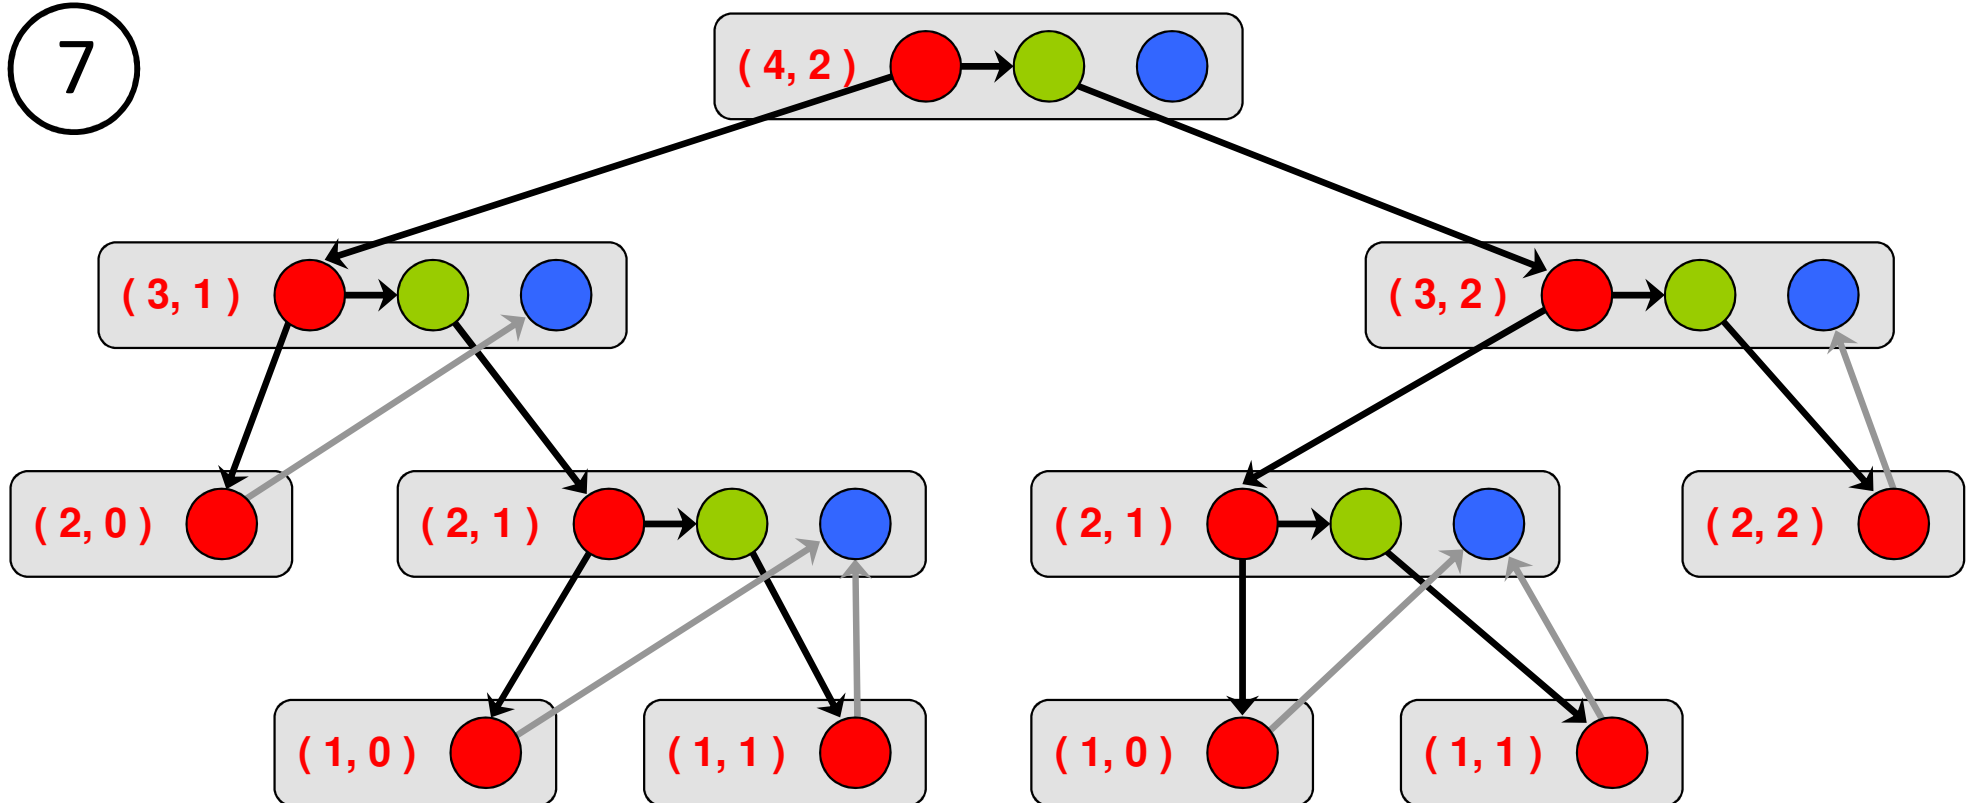 7
( 4, 2 )
( 3, 1 )
( 3, 2 )
( 2, 0 )
( 2, 1 )
( 2, 1 )
( 2, 2 )
( 1, 0 )
( 1, 1 )
( 1, 0 )
( 1, 1 )